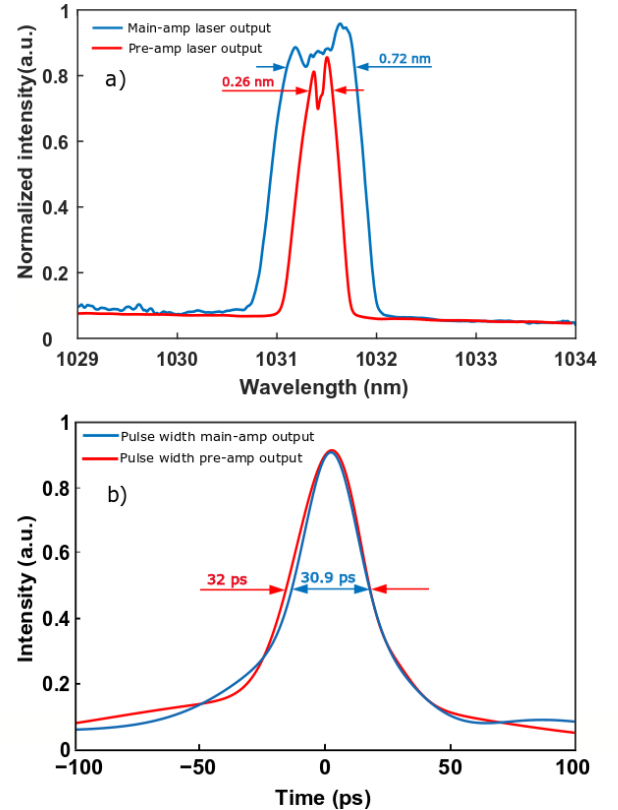 Normalized intensity(a.u.)
1
0.8
0.6
0.4
0.2
0
Main-amp laser output
Pre-amp laser output
a)
0.72 nm
0.26 nm
1029 1030 1031 1032 1033 1034
Wavelength (nm)
Intensity (a.u.)
1
0.8
0.6
0.4
0.2
0
Pulse width main-amp output
Pulse width pre-amp output
b)
32 ps 30.9 ps
−100 −50 0 50 100
Time (ps)